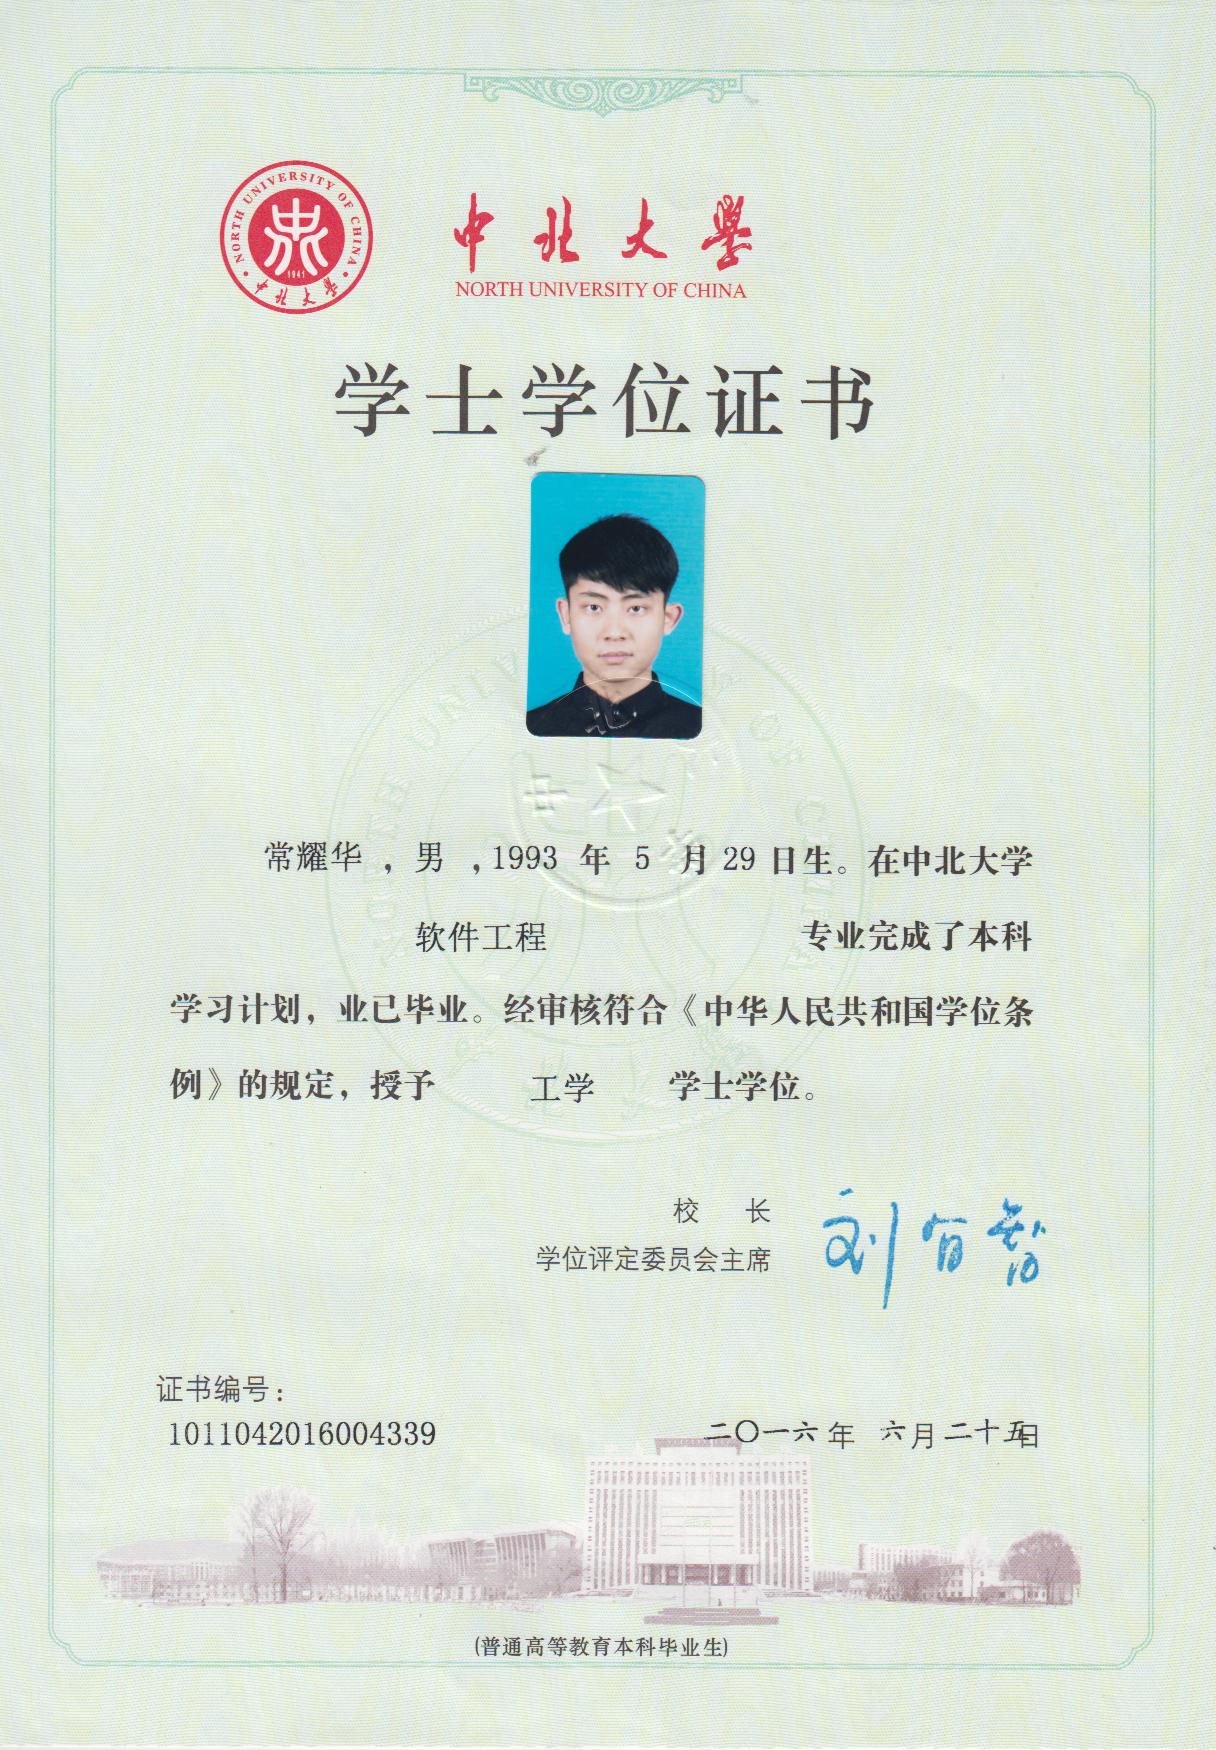 NORTH UNIVERSITY OF CHINA
1941
中北大学
中北大學
NORTH UNIVERSITY OF CHINA
学士学位证书
常耀华 ，男 ，1993 年 5 月 29 日生。在中北大学
软件工程 专业完成了本科
学习计划，业已毕业。经审核符合《中华人民共和国学位条
例》的规定，授予 工学 学士学位。
校 长
学位评定委员会主席
证书编号：
1011042016004339
二〇一六年 六月二十五日
(普通高等教育本科毕业生)